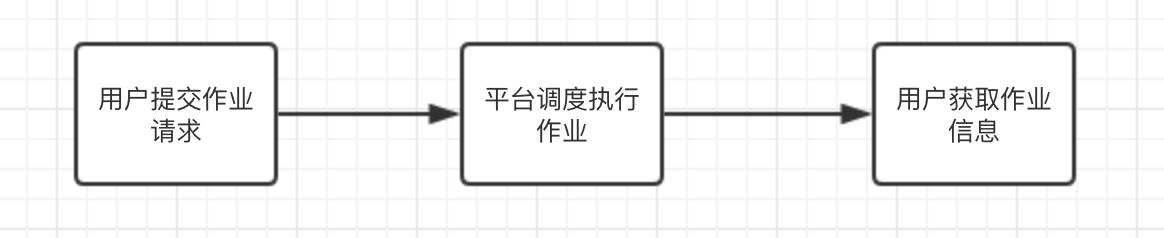 用户提交作业
请求
平台调度执行
作业
用户获取作业
信息